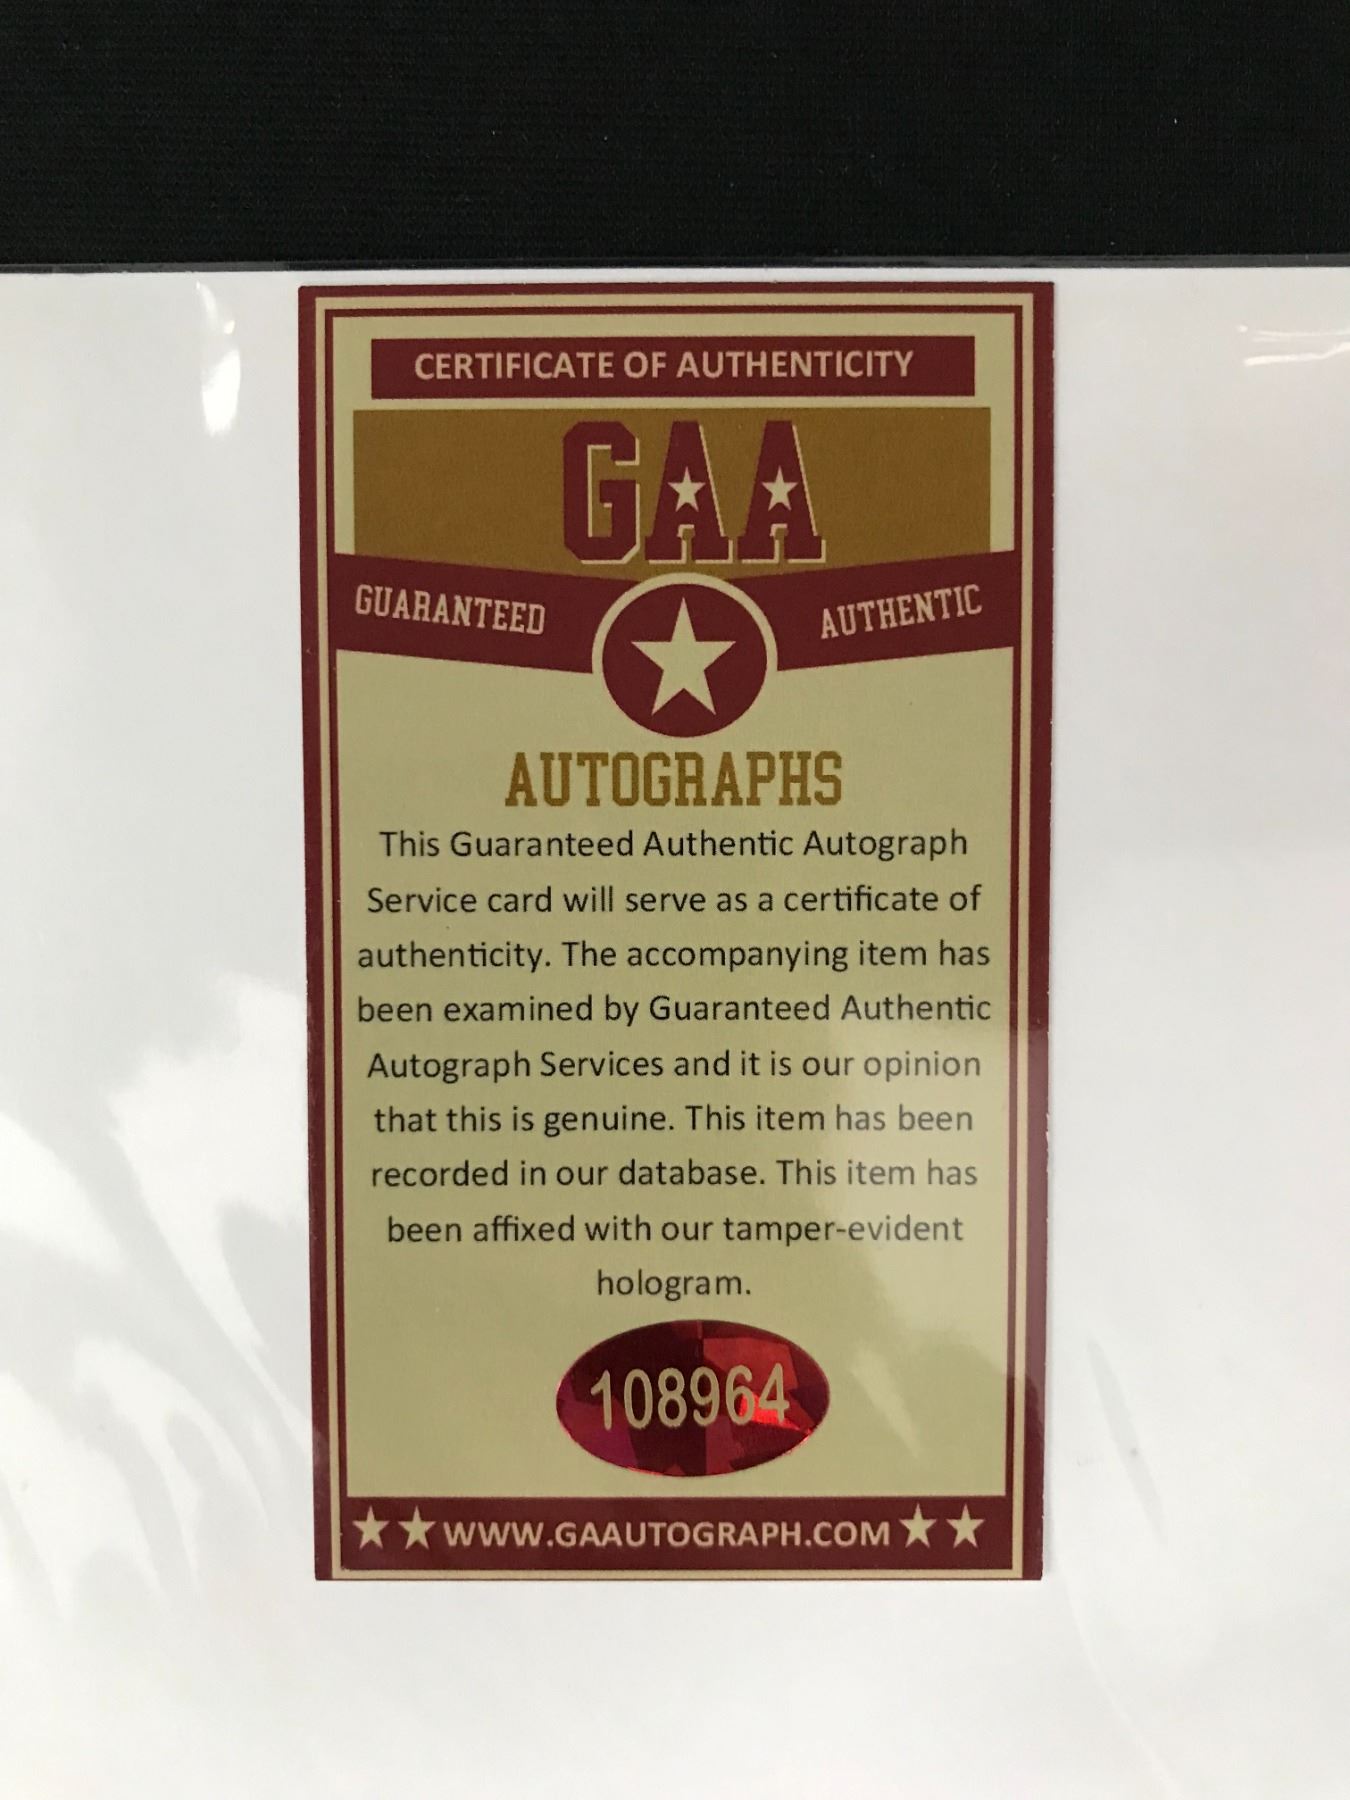 CERTIFICATE OF AUTHENTICITY
GAA
GUARANTEED AUTHENTIC
AUTOGRAPHS
This Guaranteed Authentic Autograph
Service card will serve as a certificate of
authenticity. The accompanying item has
been examined by Guaranteed Authentic
Autograph Services and it is our opinion
that this is genuine. This item has been
recorded in our database. This item has
been affixed with our tamper-evident
hologram.
108964
WWW.GAAUTOGRAPH.COM